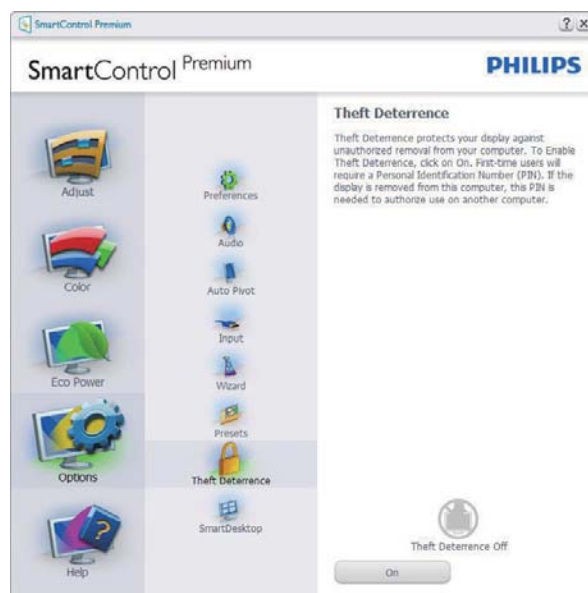 SmartControl Premium
? x
SmartControl Premium
PHILIPS
Adjust
Color
Eco Power
Options
Help
Preferences
Audio
Auto Pivot
Input
Wizard
Presets
Theft Deterrence
SmartDesktop
Theft Deterrence
Theft Deterrence protects your display against
unauthorized removal from your computer. To Enable
Theft Deterrence, click on On. First-time users will
require a Personal Identification Number (PIN). If the
display is removed from this computer, this PIN is
needed to authorize use on another computer.
Theft Deterrence Off
On